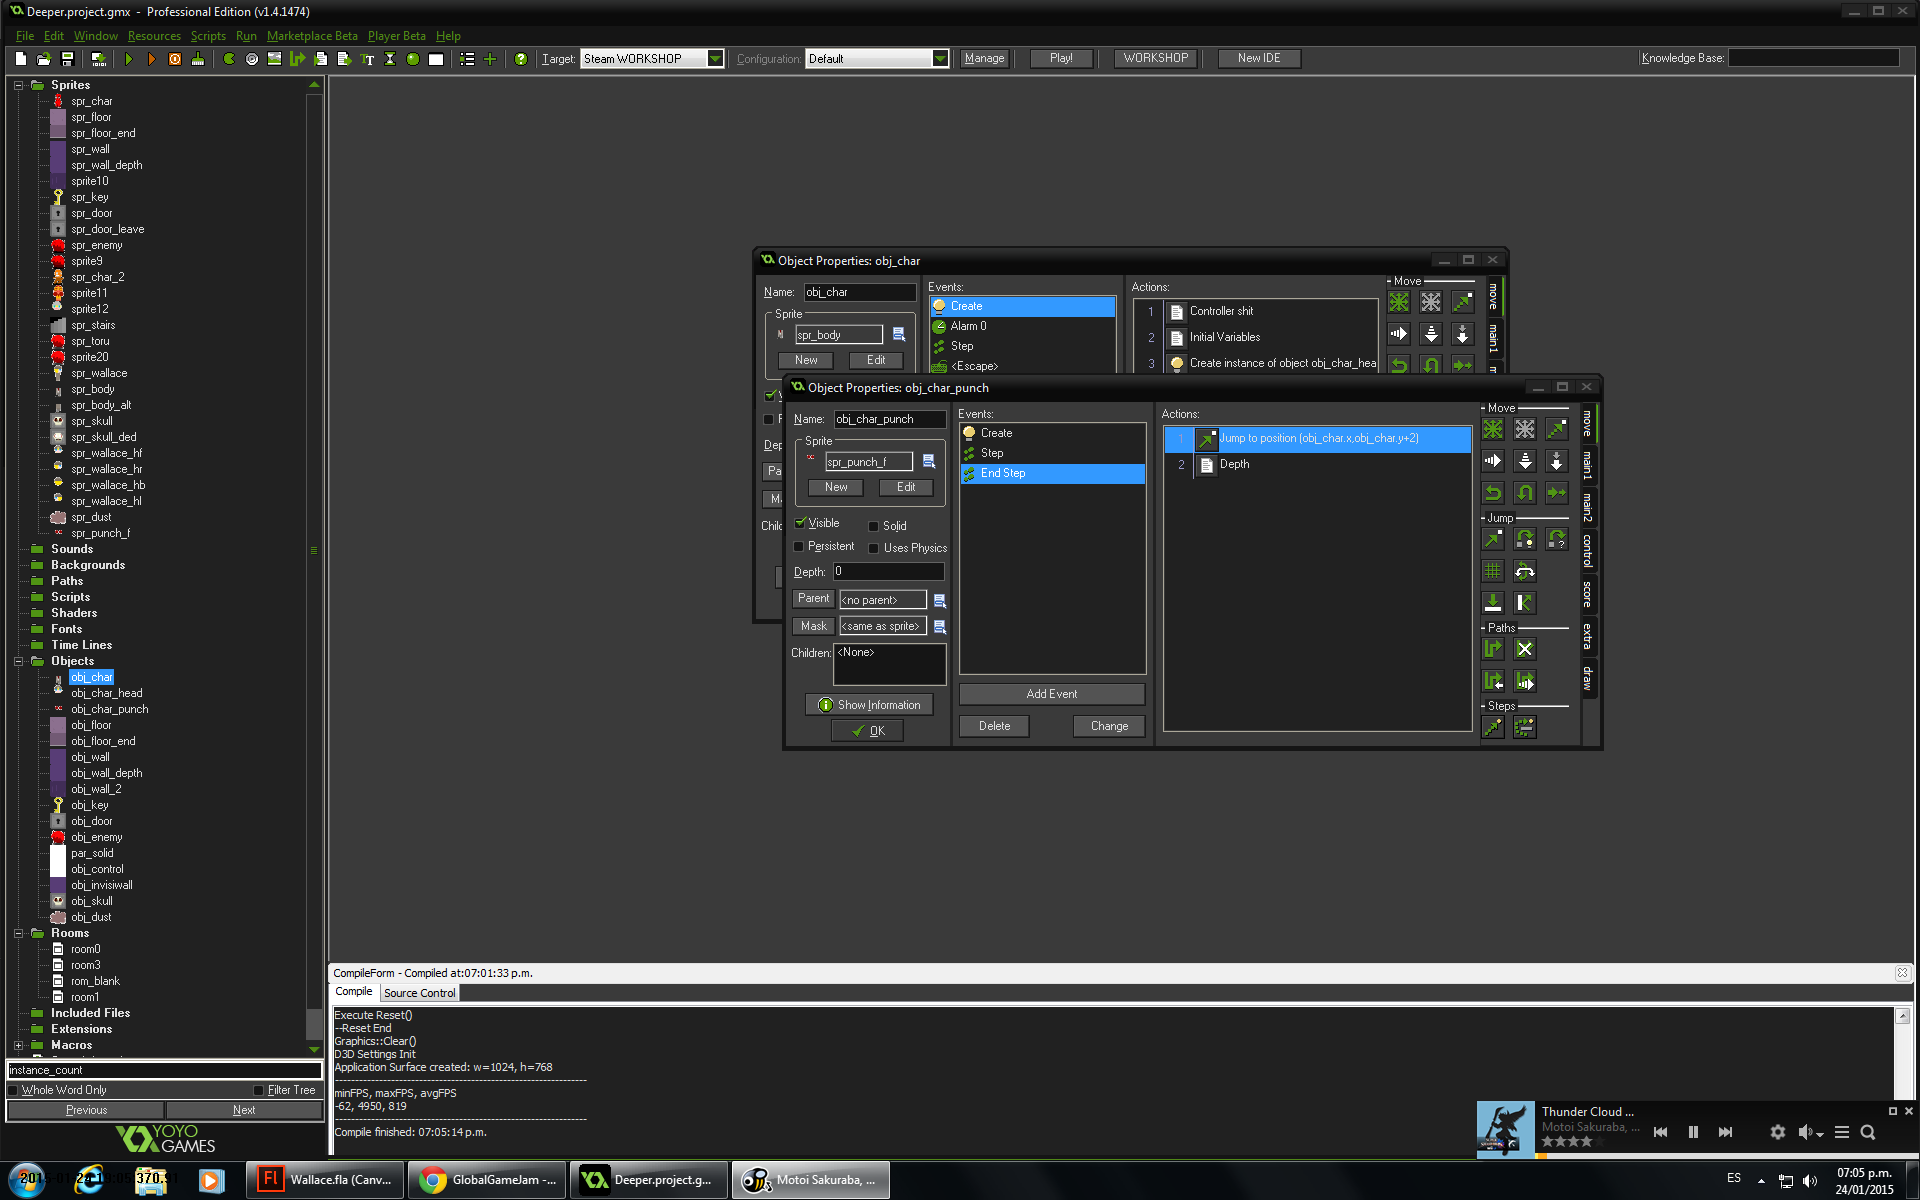 Deeper.project.gmx - Professional Edition (v1.4.1474)
File Edit Window Resources Scripts Run Marketplace Beta Player Beta Help
Target: Steam WORKSHOP Configuration: Default Manage Play! WORKSHOP New IDE Knowledge Base:
Sprites
spr_char
spr_floor
spr_floor_end
spr_wall
spr_wall_depth
sprite10
spr_key
spr_door
spr_door_leave
spr_enemy
sprite9
spr_char_2
sprite11
sprite12
spr_stairs
spr_toru
sprite20
spr_wallace
spr_body
spr_body_alt
spr_skull
spr_skull_ded
spr_wallace_hf
spr_wallace_hr
spr_wallace_hb
spr_wallace_hl
spr_dust
spr_punch_f
Sounds
Backgrounds
Paths
Scripts
Shaders
Fonts
Time Lines
Objects
obj_char
obj_char_head
obj_char_punch
obj_floor
obj_floor_end
obj_wall
obj_wall_depth
obj_wall_2
obj_key
obj_door
obj_enemy
par_solid
obj_control
obj_invisiwall
obj_skull
obj_dust
Rooms
room0
room3
rom_blank
room1
Included Files
Extensions
Macros
instance_count
Whole Word Only Filter Tree
Previous Next
YOYO
GAMES
Object Properties: obj_char
Name: obj_char
Sprite
spr_body
New Edit
Events:
Create
Alarm 0
Step
<Escape>
Actions:
1 Controller shit
2 Initial Variables
3 Create instance of object obj_char_hea
Move
move
main1
Object Properties: obj_char_punch
Name: obj_char_punch
Sprite
spr_punch_f
New Edit
Visible Solid
Persistent Uses Physics
Depth: 0
Parent <no parent>
Mask <same as sprite>
Children: <None>
Show Information
OK
Events:
Create
Step
End Step
Add Event
Delete Change
Actions:
1 Jump to position (obj_char.x,obj_char.y+2)
2 Depth
Move
Jump
Paths
Steps
move
main1
main2
control
score
extra
draw
CompileForm - Compiled at:07:01:33 p.m.
Compile Source Control
Execute Reset()
--Reset End
Graphics::Clear()
D3D Settings Init
Application Surface created: w=1024, h=768
minFPS, maxFPS, avgFPS
-62, 4950, 819
Compile finished: 07:05:14 p.m.
Thunder Cloud ...
Motoi Sakuraba, ...
Wallace.fla (Canv...
GlobalGameJam -...
Deeper.project.g...
Motoi Sakuraba, ...
ES
07:05 p.m.
24/01/2015